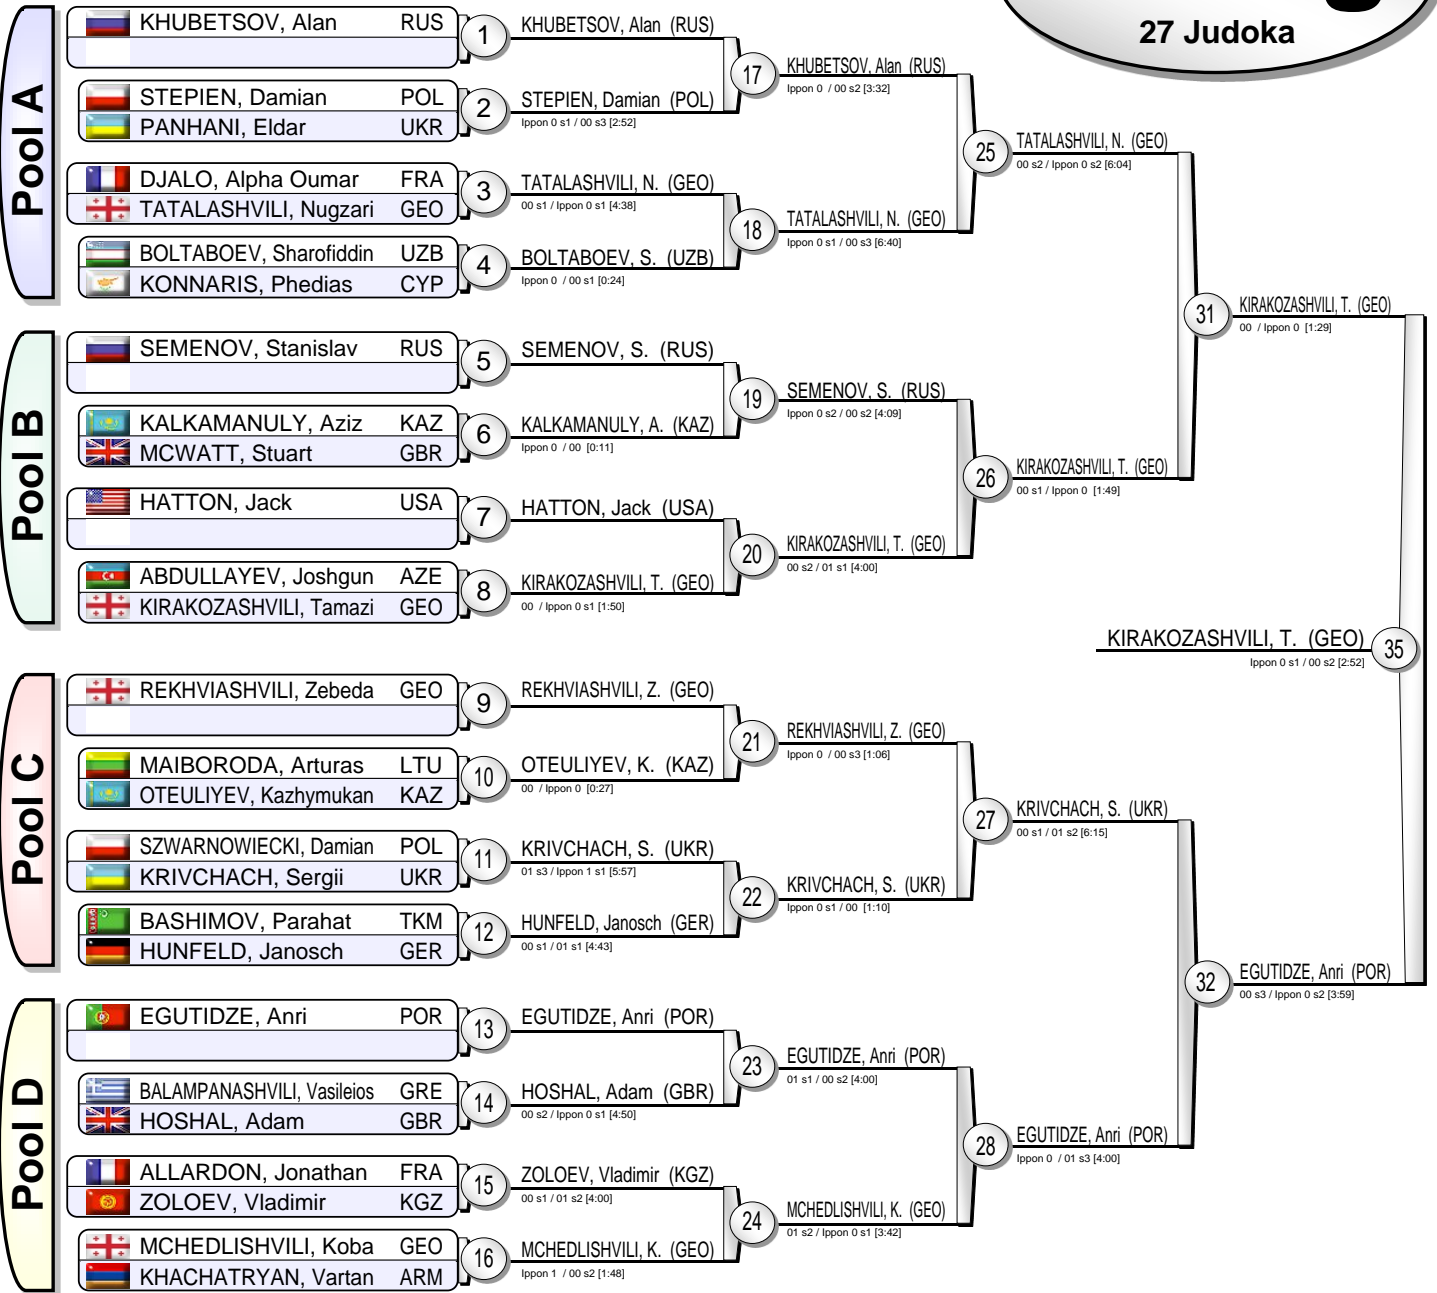 27 Judoka
Pool A
KHUBETSOV, Alan RUS
STEPIEN, Damian POL
PANHANI, Eldar UKR
DJALO, Alpha Oumar FRA
TATALASHVILI, Nugzari GEO
BOLTABOEV, Sharofiddin UZB
KONNARIS, Phedias CYP
Pool B
SEMENOV, Stanislav RUS
KALKAMANULY, Aziz KAZ
MCWATT, Stuart GBR
HATTON, Jack USA
ABDULLAYEV, Joshgun AZE
KIRAKOZASHVILI, Tamazi GEO
Pool C
REKHVIASHVILI, Zebeda GEO
MAIBORODA, Arturas LTU
OTEULIYEV, Kazhymukan KAZ
SZWARNOWIECKI, Damian POL
KRIVCHACH, Sergii UKR
BASHIMOV, Parahat TKM
HUNFELD, Janosch GER
Pool D
EGUTIDZE, Anri POR
BALAMPANASHVILI, Vasileios GRE
HOSHAL, Adam GBR
ALLARDON, Jonathan FRA
ZOLOEV, Vladimir KGZ
MCHEDLISHVILI, Koba GEO
KHACHATRYAN, Vartan ARM
1
KHUBETSOV, Alan (RUS)
2
STEPIEN, Damian (POL)
Ippon 0 s1 / 00 s3 [2:52]
3
TATALASHVILI, N. (GEO)
00 s1 / Ippon 0 s1 [4:38]
4
BOLTABOEV, S. (UZB)
Ippon 0 / 00 s1 [0:24]
5
SEMENOV, S. (RUS)
6
KALKAMANULY, A. (KAZ)
Ippon 0 / 00 [0:11]
7
HATTON, Jack (USA)
8
KIRAKOZASHVILI, T. (GEO)
00 / Ippon 0 s1 [1:50]
9
REKHVIASHVILI, Z. (GEO)
10
OTEULIYEV, K. (KAZ)
00 / Ippon 0 [0:27]
11
KRIVCHACH, S. (UKR)
01 s3 / Ippon 1 s1 [5:57]
12
HUNFELD, Janosch (GER)
00 s1 / 01 s1 [4:43]
13
EGUTIDZE, Anri (POR)
14
HOSHAL, Adam (GBR)
00 s2 / Ippon 0 s1 [4:50]
15
ZOLOEV, Vladimir (KGZ)
00 s1 / 01 s2 [4:00]
16
MCHEDLISHVILI, K. (GEO)
Ippon 1 / 00 s2 [1:48]
17
KHUBETSOV, Alan (RUS)
Ippon 0 / 00 s2 [3:32]
18
TATALASHVILI, N. (GEO)
Ippon 0 s1 / 00 s3 [6:40]
19
SEMENOV, S. (RUS)
Ippon 0 s2 / 00 s2 [4:09]
20
KIRAKOZASHVILI, T. (GEO)
00 s2 / 01 s1 [4:00]
21
REKHVIASHVILI, Z. (GEO)
Ippon 0 / 00 s3 [1:06]
22
KRIVCHACH, S. (UKR)
Ippon 0 s1 / 00 [1:10]
23
EGUTIDZE, Anri (POR)
01 s1 / 00 s2 [4:00]
24
MCHEDLISHVILI, K. (GEO)
01 s2 / Ippon 0 s1 [3:42]
25
TATALASHVILI, N. (GEO)
00 s2 / Ippon 0 s2 [6:04]
26
KIRAKOZASHVILI, T. (GEO)
00 s1 / Ippon 0 [1:49]
27
KRIVCHACH, S. (UKR)
00 s1 / 01 s2 [6:15]
28
EGUTIDZE, Anri (POR)
Ippon 0 / 01 s3 [4:00]
31
KIRAKOZASHVILI, T. (GEO)
00 / Ippon 0 [1:29]
32
EGUTIDZE, Anri (POR)
00 s3 / Ippon 0 s2 [3:59]
KIRAKOZASHVILI, T. (GEO)
35
Ippon 0 s1 / 00 s2 [2:52]